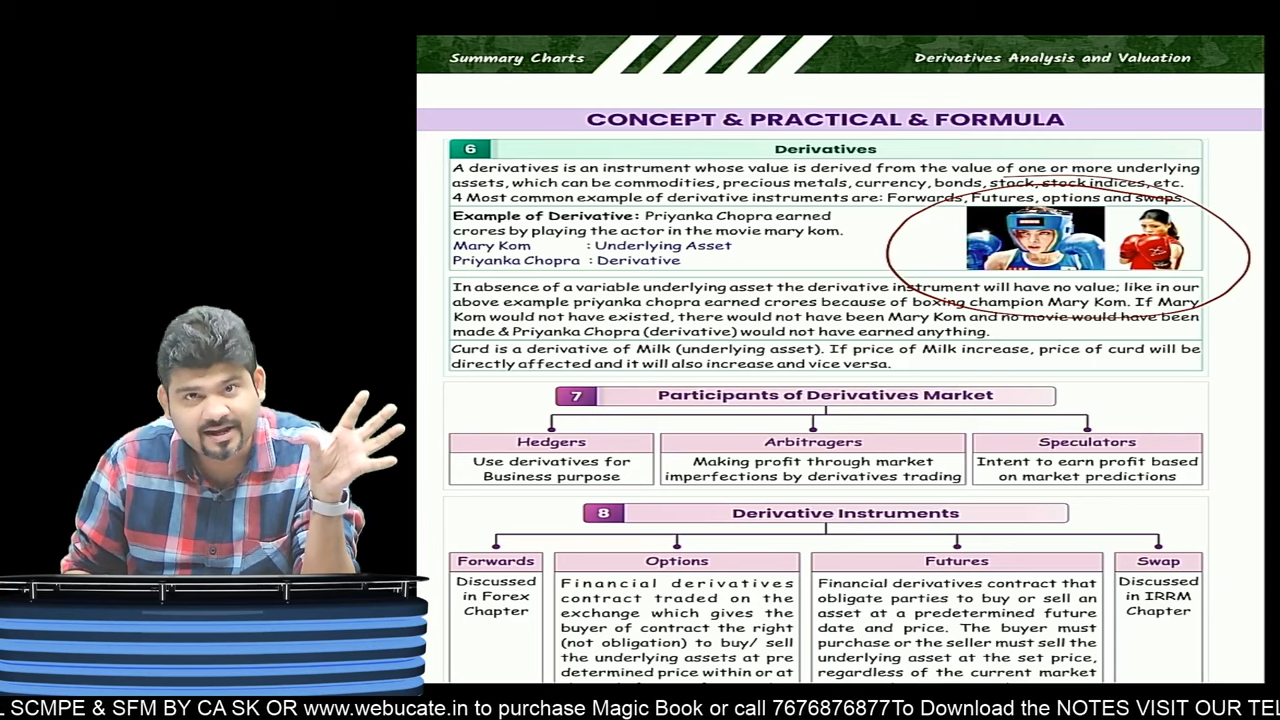 Summary Charts
Derivatives Analysis and Valuation
CONCEPT & PRACTICAL & FORMULA
6 Derivatives
A derivatives is an instrument whose value is derived from the value of one or more underlying
assets, which can be commodities, precious metals, currency, bonds, stock, stock indices, etc.
4 Most common example of derivative instruments are: Forwards, Futures, options and swaps.
Example of Derivative: Priyanka Chopra earned
crores by playing the actor in the movie mary kom.
Mary Kom : Underlying Asset
Priyanka Chopra : Derivative
In absence of a variable underlying asset the derivative instrument will have no value; like in our
above example priyanka chopra earned crores because of boxing champion Mary Kom. If Mary
Kom would not have existed, there would not have been Mary Kom and no movie would have been
made & Priyanka Chopra (derivative) would not have earned anything.
Curd is a derivative of Milk (underlying asset). If price of Milk increase, price of curd will be
directly affected and it will also increase and vice versa.
7 Participants of Derivatives Market
Hedgers
Use derivatives for
Business purpose
Arbitragers
Making profit through market
imperfections by derivatives trading
Speculators
Intent to earn profit based
on market predictions
8 Derivative Instruments
Forwards
Discussed
in Forex
Chapter
Options
Financial derivatives
contract traded on the
exchange which gives the
buyer of contract the right
(not obligation) to buy/ sell
the underlying assets at pre
determined price within or at
Futures
Financial derivatives contract that
obligate parties to buy or sell an
asset at a predetermined future
date and price. The buyer must
purchase or the seller must sell the
underlying asset at the set price,
regardless of the current market
Swap
Discussed
in IRRM
Chapter
L SCMPE & SFM BY CA SK OR www.webucate.in to purchase Magic Book or call 7676876877To Download the NOTES VISIT OUR TEL